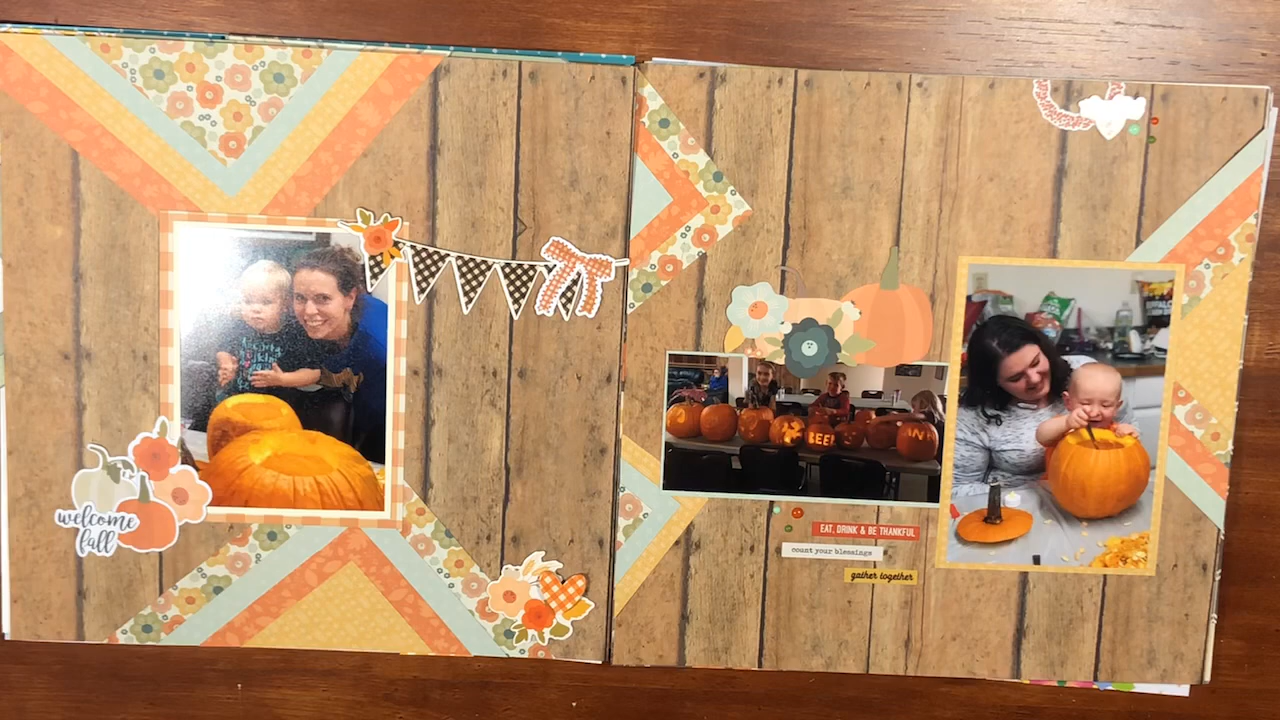 welcome
fall
EAT, DRINK & BE THANKFUL
count your blessings
gather together
BEE